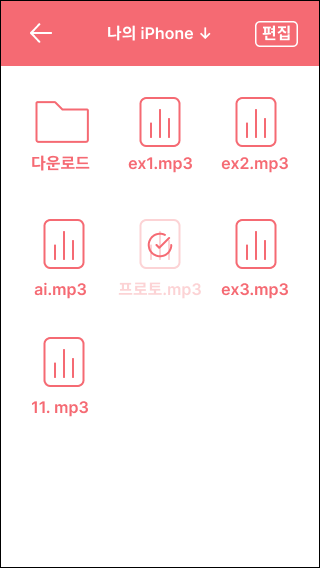 나의 iPhone ↓
편집
다운로드
ex1.mp3
ex2.mp3
ai.mp3
프로토.mp3
ex3.mp3
11. mp3